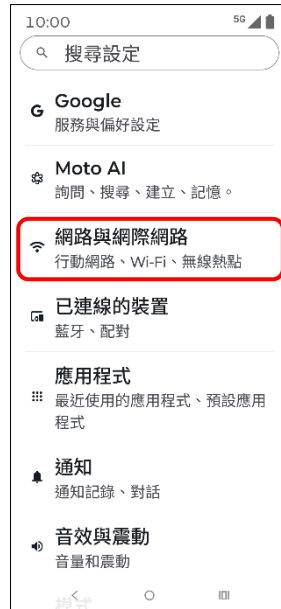 10:00 5G
搜尋設定
G Google
服務與偏好設定
Moto AI
詢問、搜尋、建立、記憶。
網路與網際網路
行動網路、Wi-Fi、無線熱點
已連線的裝置
藍牙、配對
應用程式
最近使用的應用程式、預設應用
程式
通知
通知記錄、對話
音效與震動
音量和震動
模式